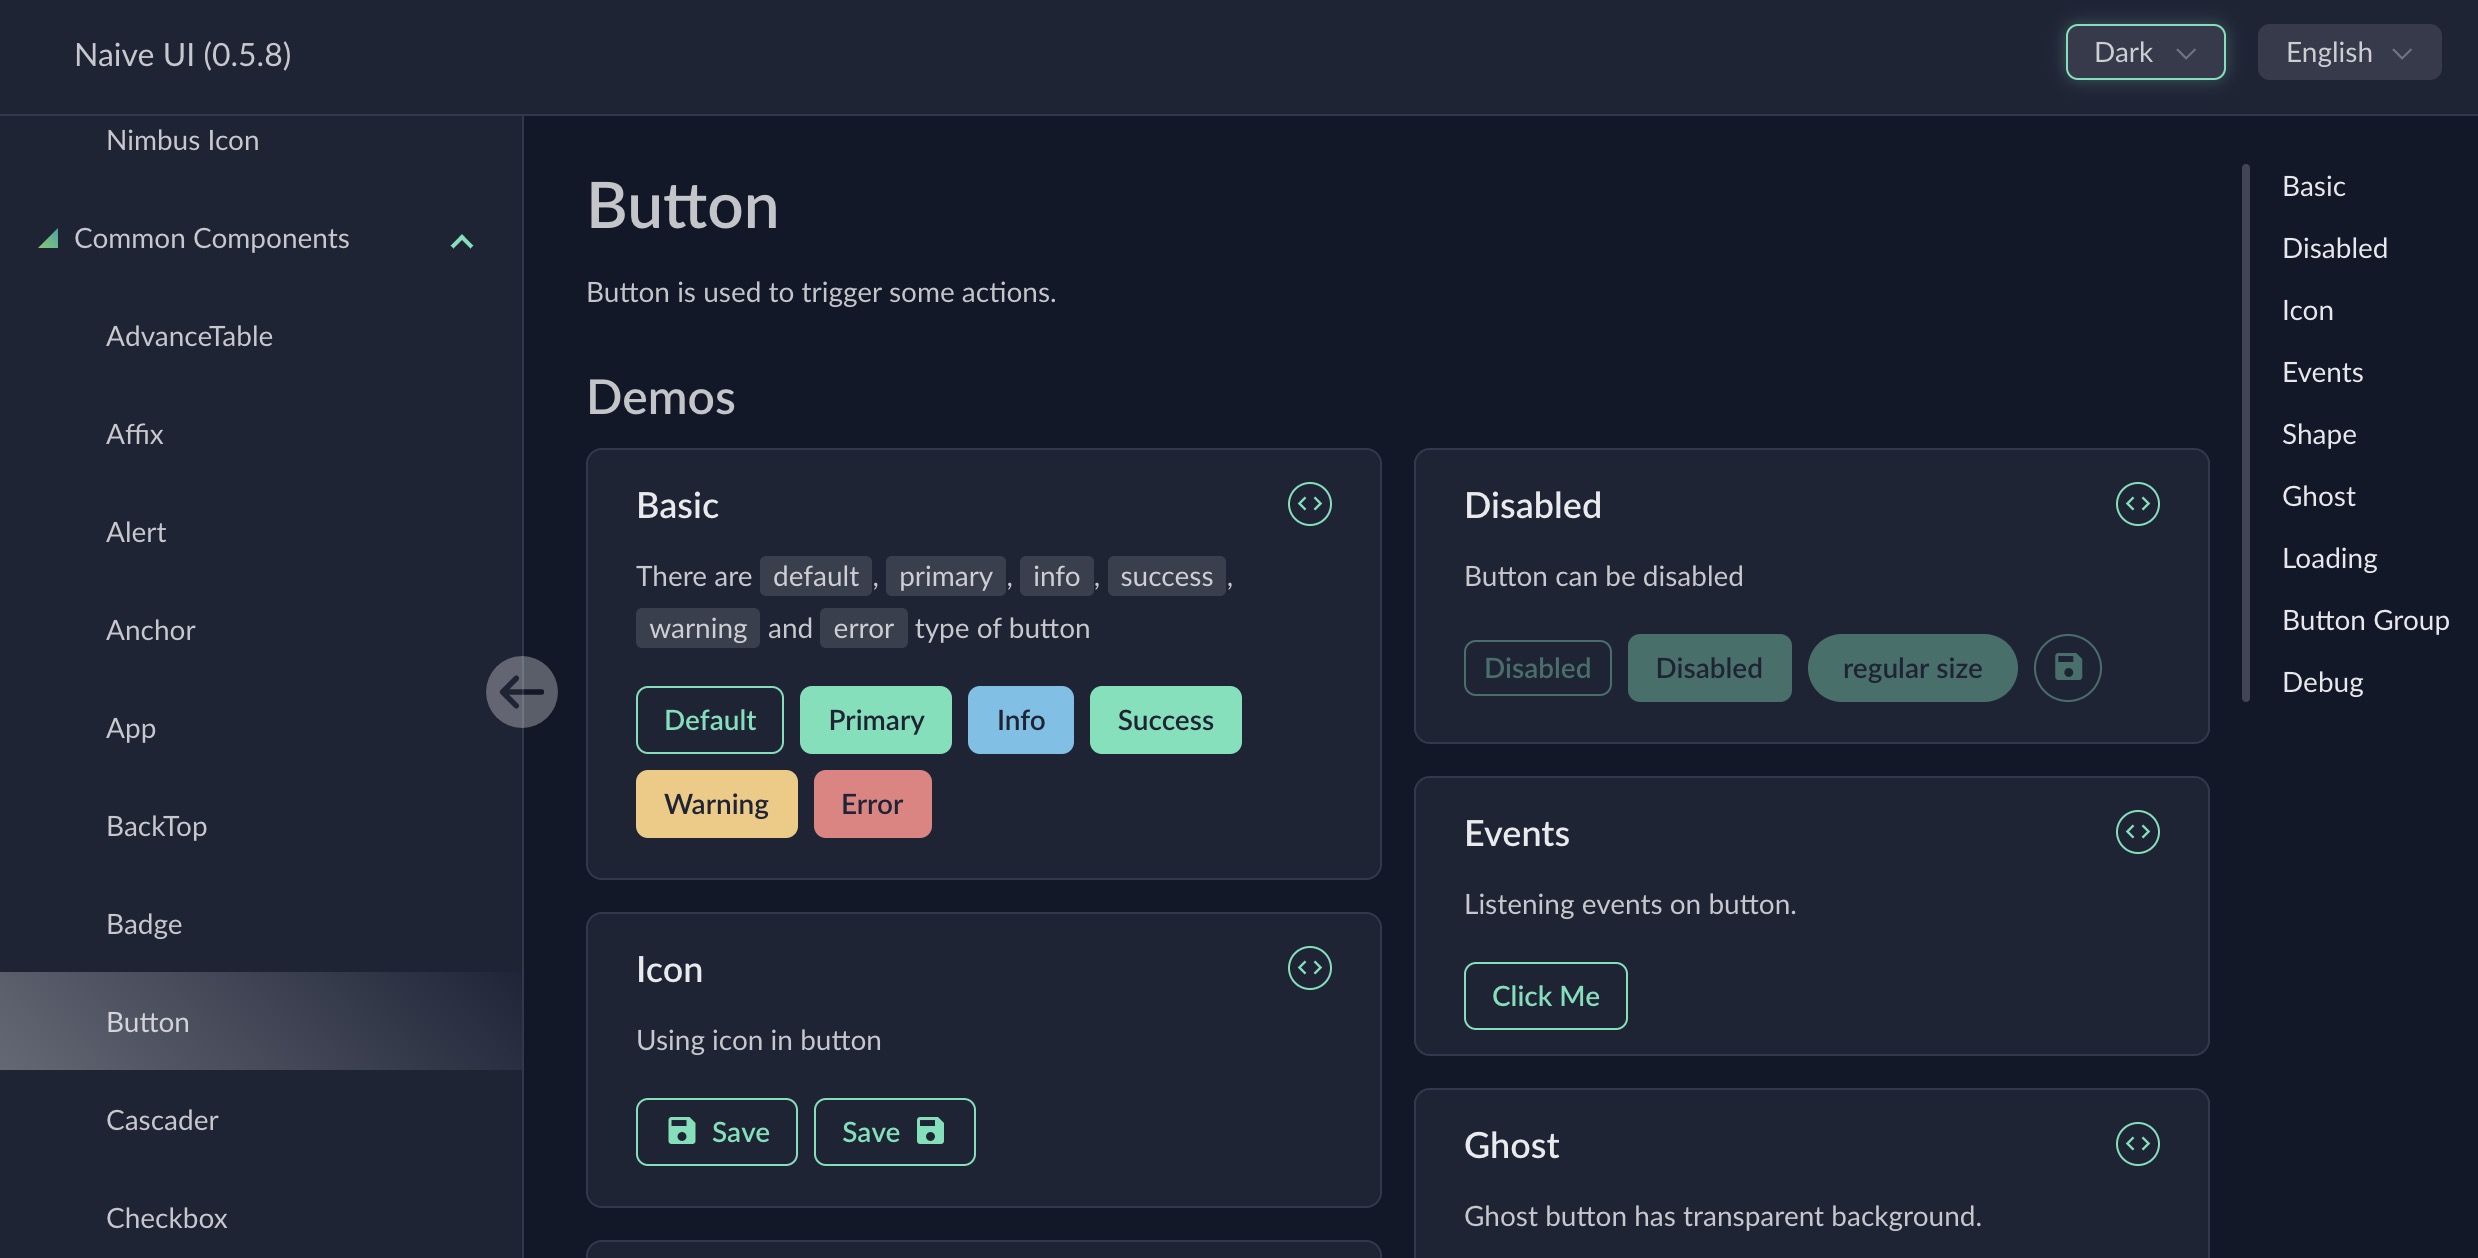 Naive UI (0.5.8)
Dark
English
Nimbus Icon
Common Components
AdvanceTable
Affix
Alert
Anchor
App
BackTop
Badge
Button
Cascader
Checkbox
Button
Button is used to trigger some actions.
Demos
Basic
There are default, primary, info, success,
warning and error type of button
Default Primary Info Success
Warning Error
Icon
Using icon in button
Save Save
Disabled
Button can be disabled
Disabled Disabled regular size
Events
Listening events on button.
Click Me
Ghost
Ghost button has transparent background.
Basic
Disabled
Icon
Events
Shape
Ghost
Loading
Button Group
Debug